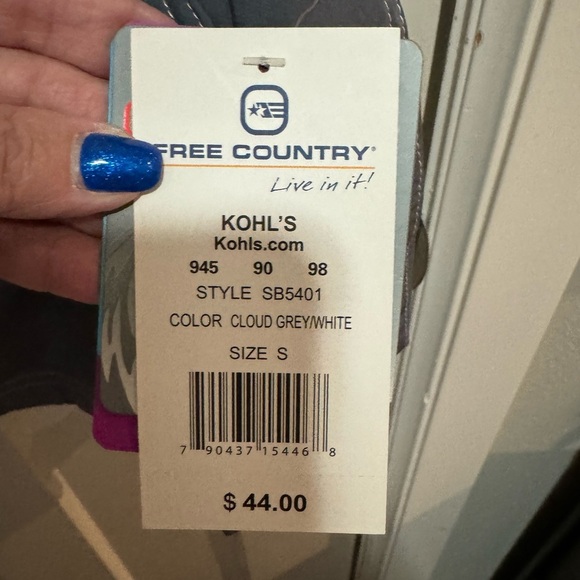 FREE COUNTRY®
Live in it!
KOHL'S
Kohls.com
945 90 98
STYLE SB5401
COLOR CLOUD GREY/WHITE
SIZE S
7 90437 15446 8
$ 44.00